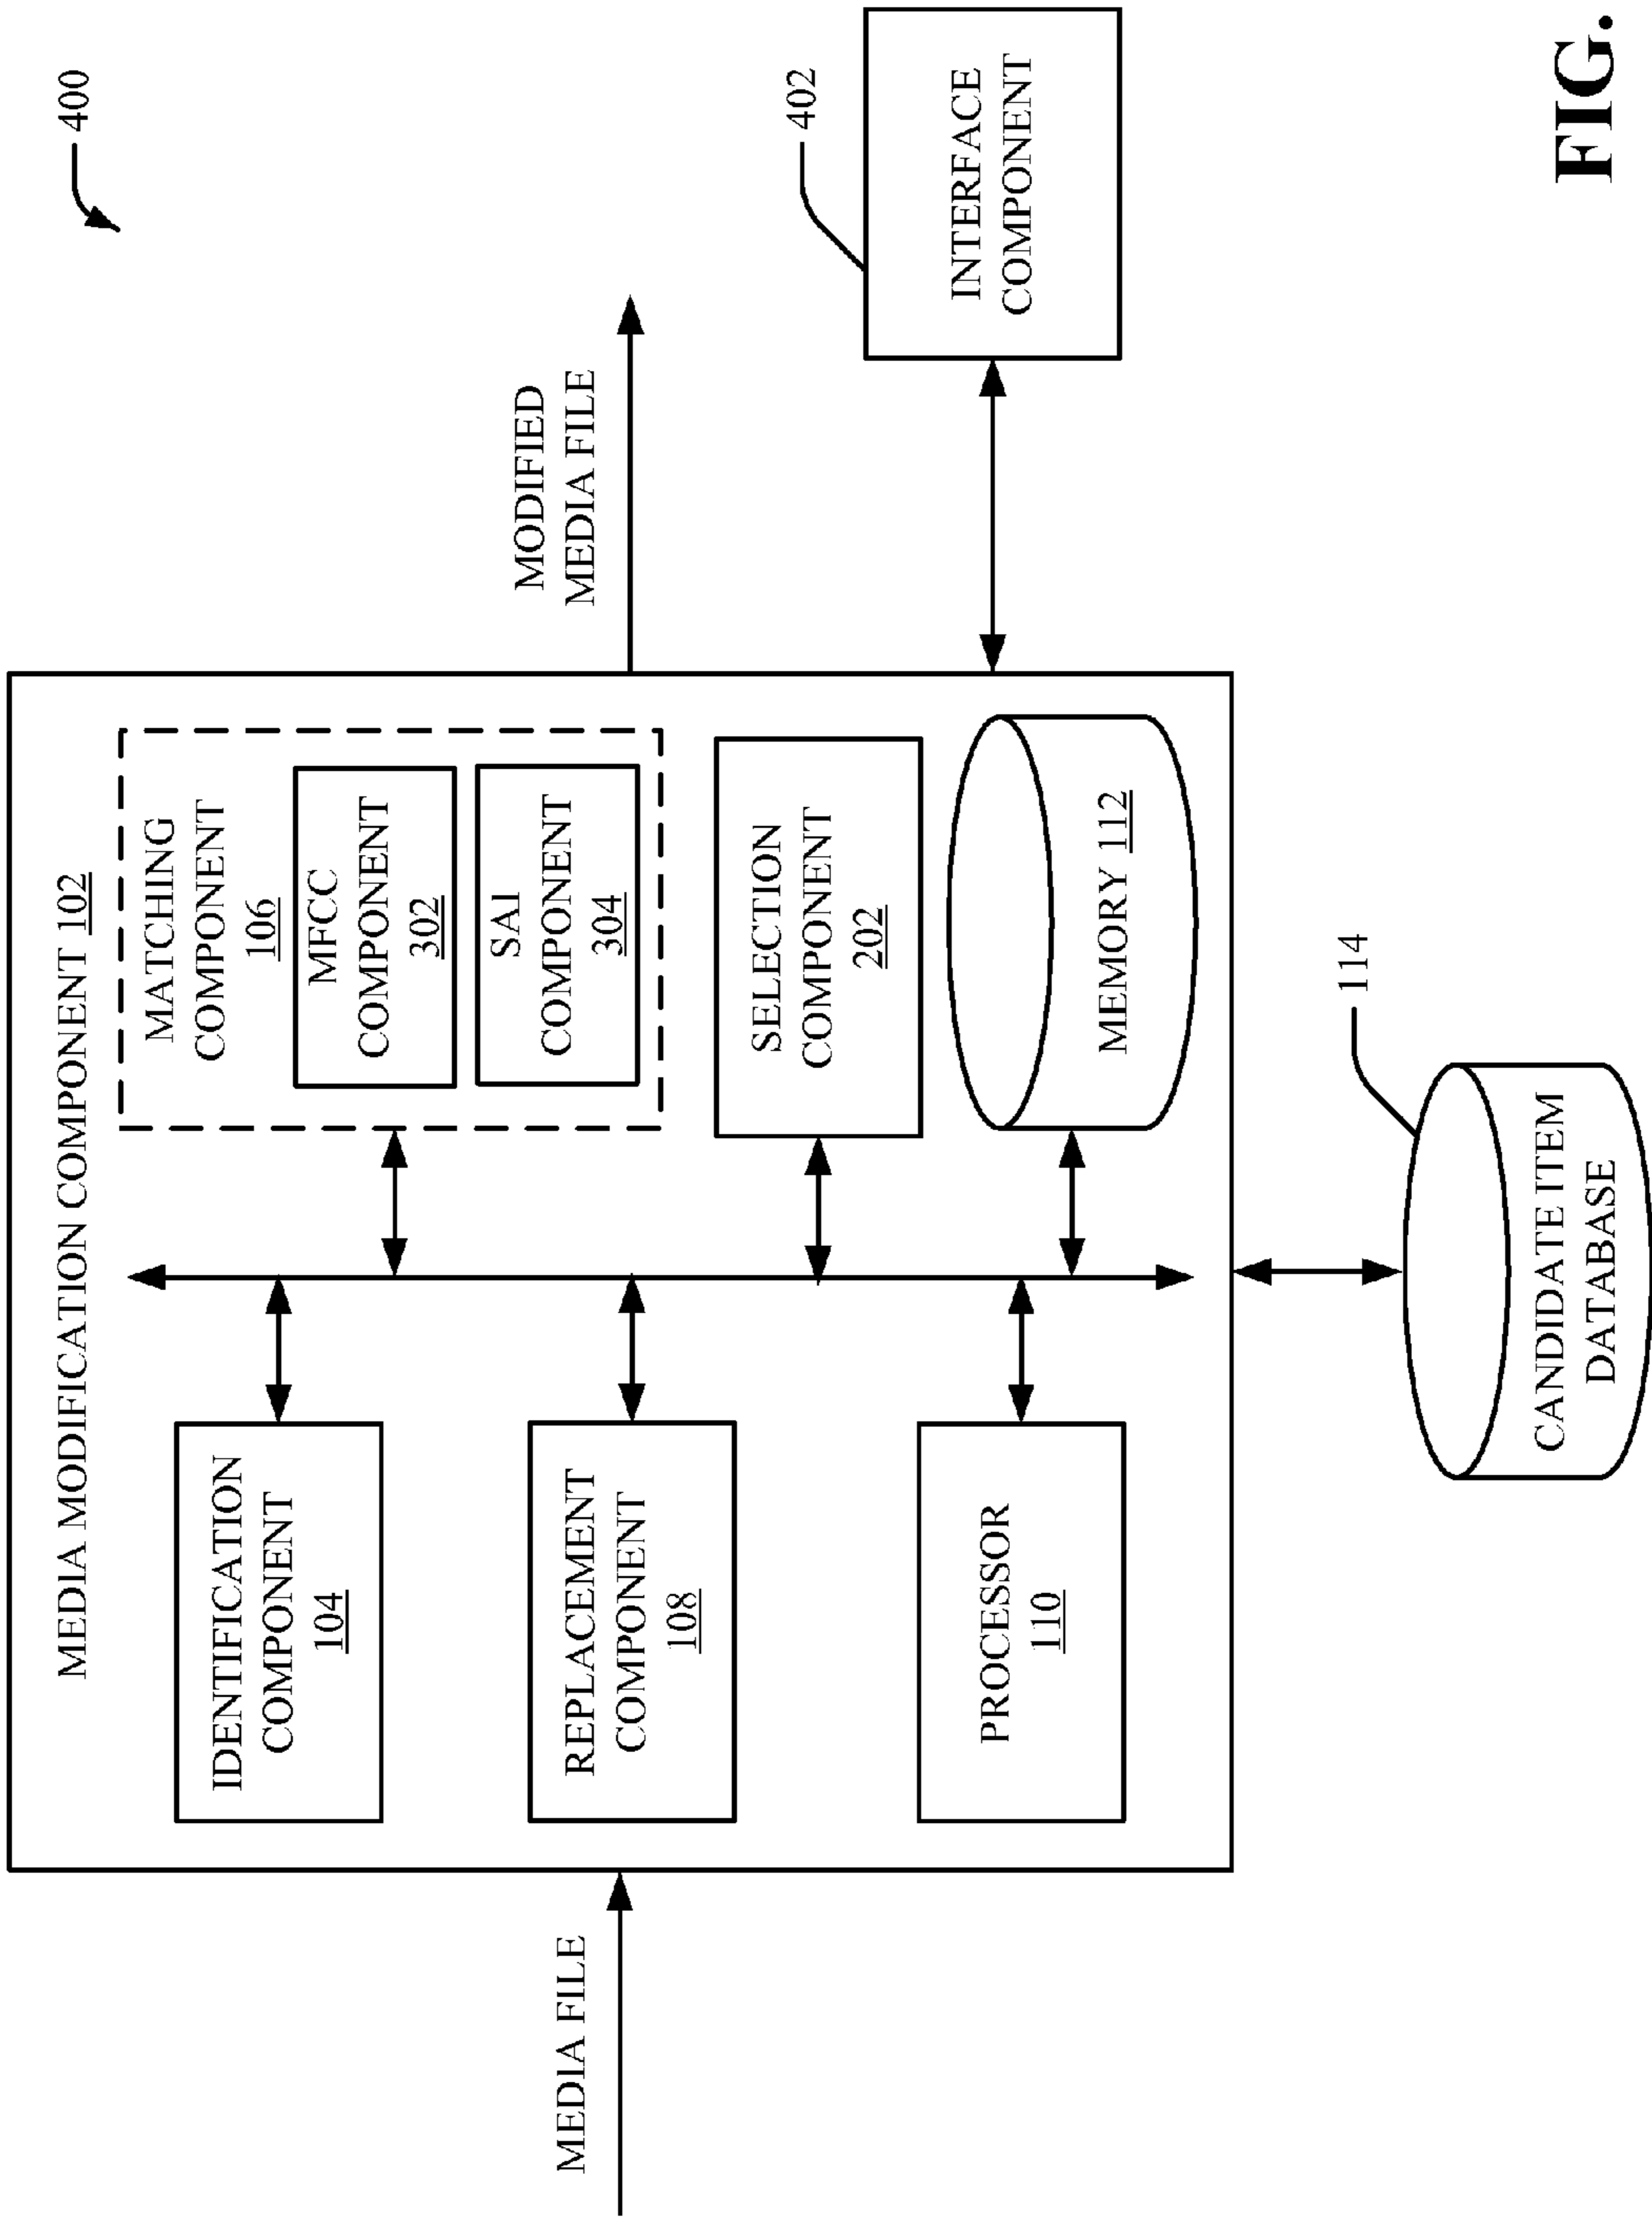 400
MEDIA MODIFICATION COMPONENT 102
IDENTIFICATION
COMPONENT
104
MATCHING
COMPONENT
106
MFCC
COMPONENT
302
SAI
COMPONENT
304
MEDIA FILE
REPLACEMENT
COMPONENT
108
MODIFIED
MEDIA FILE
SELECTION
COMPONENT
202
402
INTERFACE
COMPONENT
PROCESSOR
110
MEMORY 112
114
CANDIDATE ITEM
DATABASE
FIG.